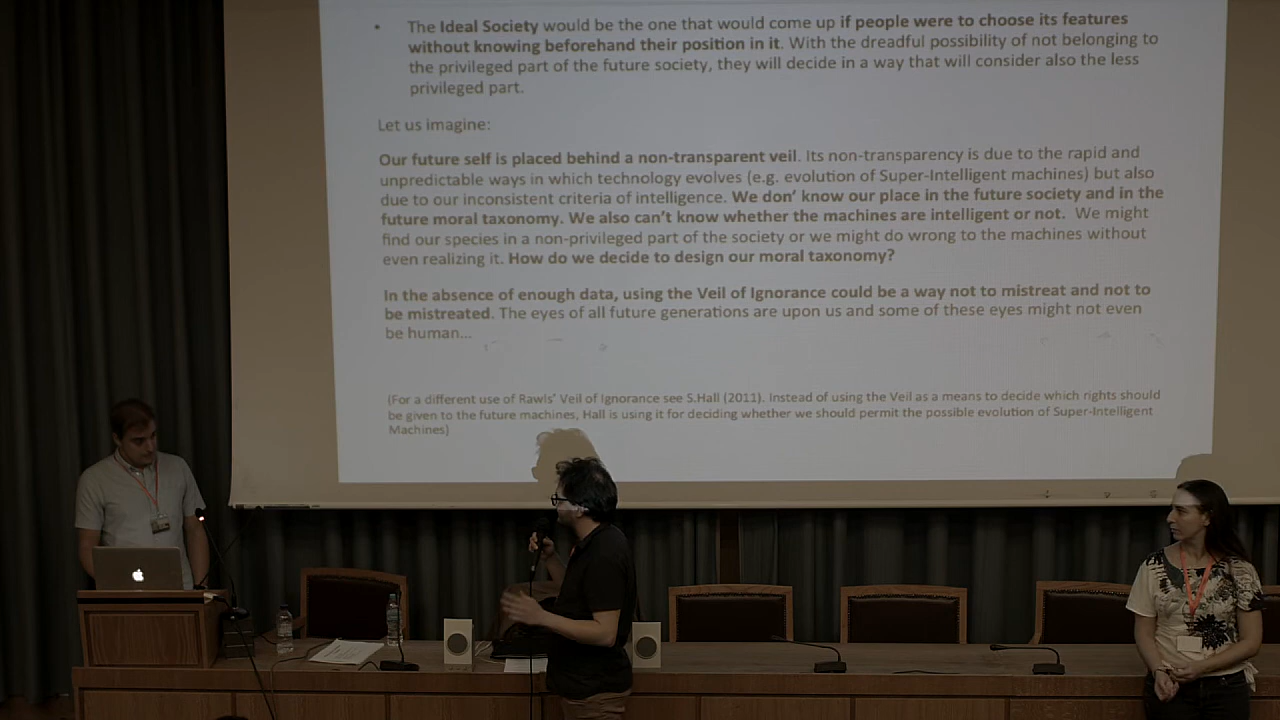 • The Ideal Society would be the one that would come up if people were to choose its features
without knowing beforehand their position in it. With the dreadful possibility of not belonging to
the privileged part of the future society, they will decide in a way that will consider also the less
privileged part.
Let us imagine:
Our future self is placed behind a non-transparent veil. Its non-transparency is due to the rapid and
unpredictable ways in which technology evolves (e.g. evolution of Super-Intelligent machines) but also
due to our inconsistent criteria of intelligence. We don' know our place in the future society and in the
future moral taxonomy. We also can't know whether the machines are intelligent or not. We might
find our species in a non-privileged part of the society or we might do wrong to the machines without
even realizing it. How do we decide to design our moral taxonomy?
In the absence of enough data, using the Veil of Ignorance could be a way not to mistreat and not to
be mistreated. The eyes of all future generations are upon us and some of these eyes might not even
be human...
(For a different use of Rawls' Veil of Ignorance see S.Hall (2011). Instead of using the Veil as a means to decide which rights should
be given to the future machines, Hall is using it for deciding whether we should permit the possible evolution of Super-Intelligent
Machines)